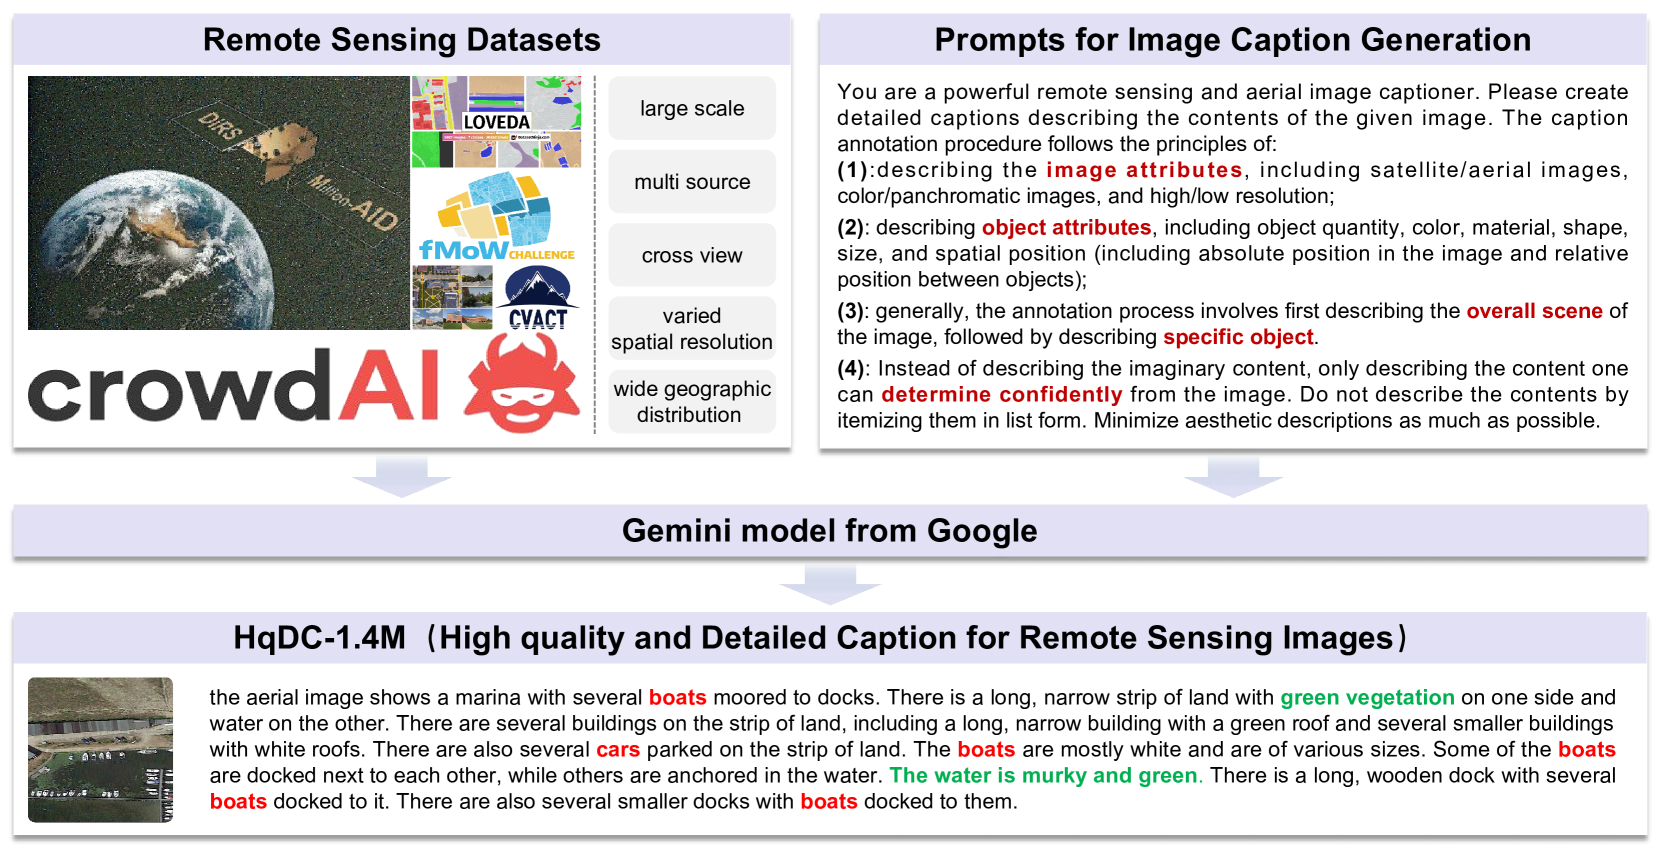 Remote Sensing Datasets
DIRS
Million-AID
LOVEDA
fMoW CHALLENGE
CVACT
crowdAI
large scale
multi source
cross view
varied
spatial resolution
wide geographic
distribution
Prompts for Image Caption Generation
You are a powerful remote sensing and aerial image captioner. Please create
detailed captions describing the contents of the given image. The caption
annotation procedure follows the principles of:
(1):describing the image attributes, including satellite/aerial images,
color/panchromatic images, and high/low resolution;
(2): describing object attributes, including object quantity, color, material, shape,
size, and spatial position (including absolute position in the image and relative
position between objects);
(3): generally, the annotation process involves first describing the overall scene of
the image, followed by describing specific object.
(4): Instead of describing the imaginary content, only describing the content one
can determine confidently from the image. Do not describe the contents by
itemizing them in list form. Minimize aesthetic descriptions as much as possible.
Gemini model from Google
HqDC-1.4M（High quality and Detailed Caption for Remote Sensing Images）
the aerial image shows a marina with several boats moored to docks. There is a long, narrow strip of land with green vegetation on one side and
water on the other. There are several buildings on the strip of land, including a long, narrow building with a green roof and several smaller buildings
with white roofs. There are also several cars parked on the strip of land. The boats are mostly white and are of various sizes. Some of the boats
are docked next to each other, while others are anchored in the water. The water is murky and green. There is a long, wooden dock with several
boats docked to it. There are also several smaller docks with boats docked to them.